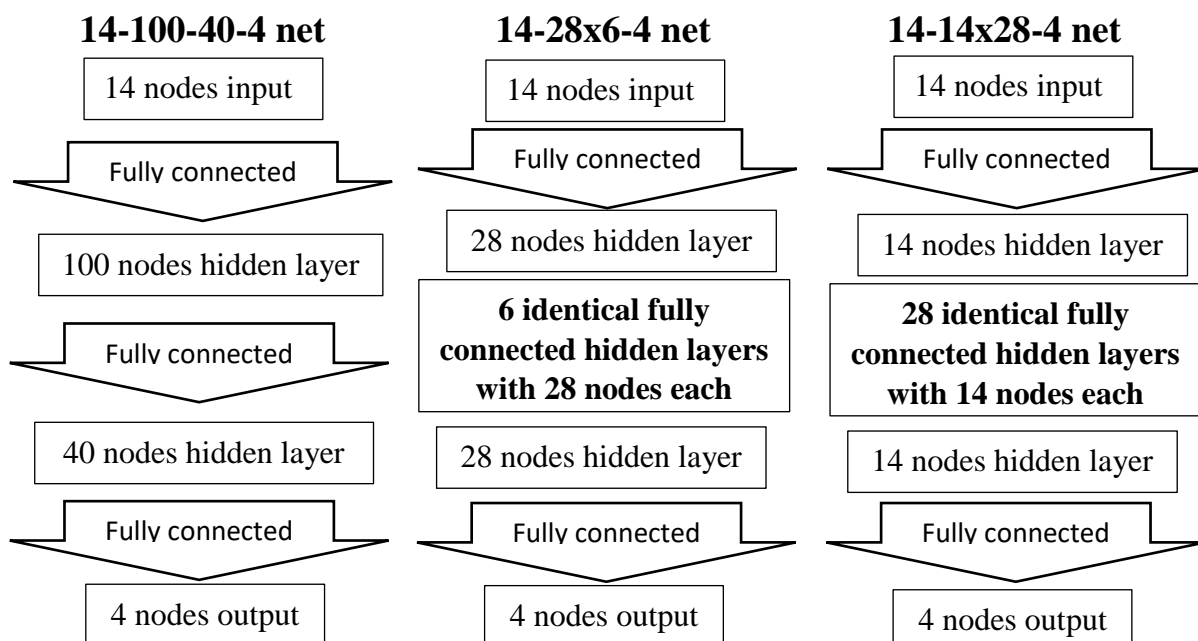 14-100-40-4 net
14 nodes input
Fully connected
100 nodes hidden layer
Fully connected
40 nodes hidden layer
Fully connected
4 nodes output
14-28x6-4 net
14 nodes input
Fully connected
28 nodes hidden layer
6 identical fully
connected hidden layers
with 28 nodes each
28 nodes hidden layer
Fully connected
4 nodes output
14-14x28-4 net
14 nodes input
Fully connected
14 nodes hidden layer
28 identical fully
connected hidden layers
with 14 nodes each
14 nodes hidden layer
Fully connected
4 nodes output